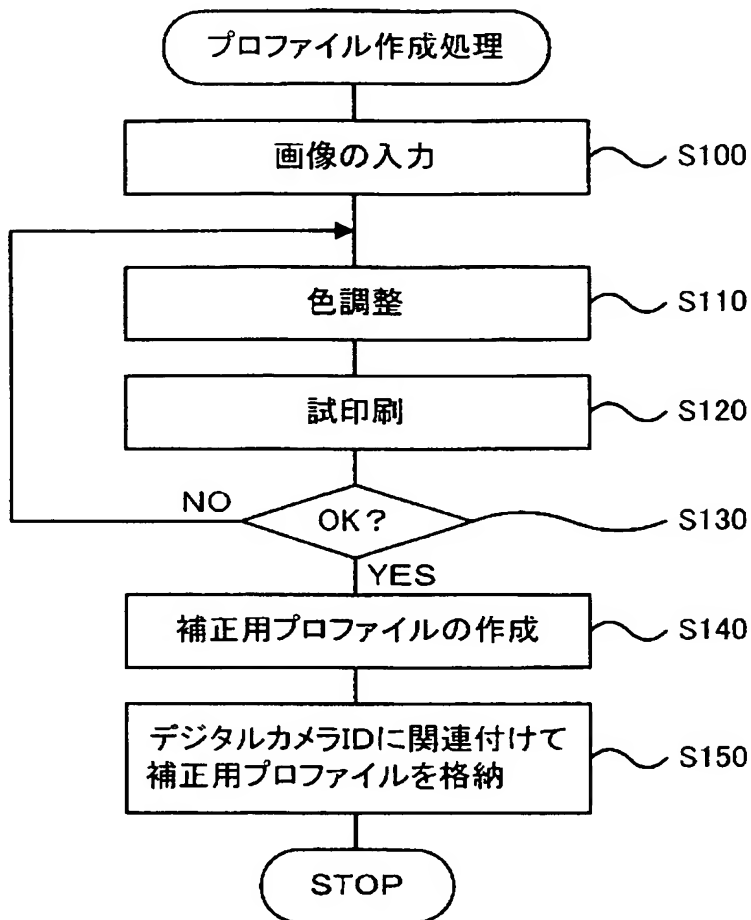 プロファイル作成処理
画像の入力
S100
色調整
S110
試印刷
S120
NO
OK?
S130
YES
補正用プロファイルの作成
S140
デジタルカメラIDに関連付けて
補正用プロファイルを格納
S150
STOP